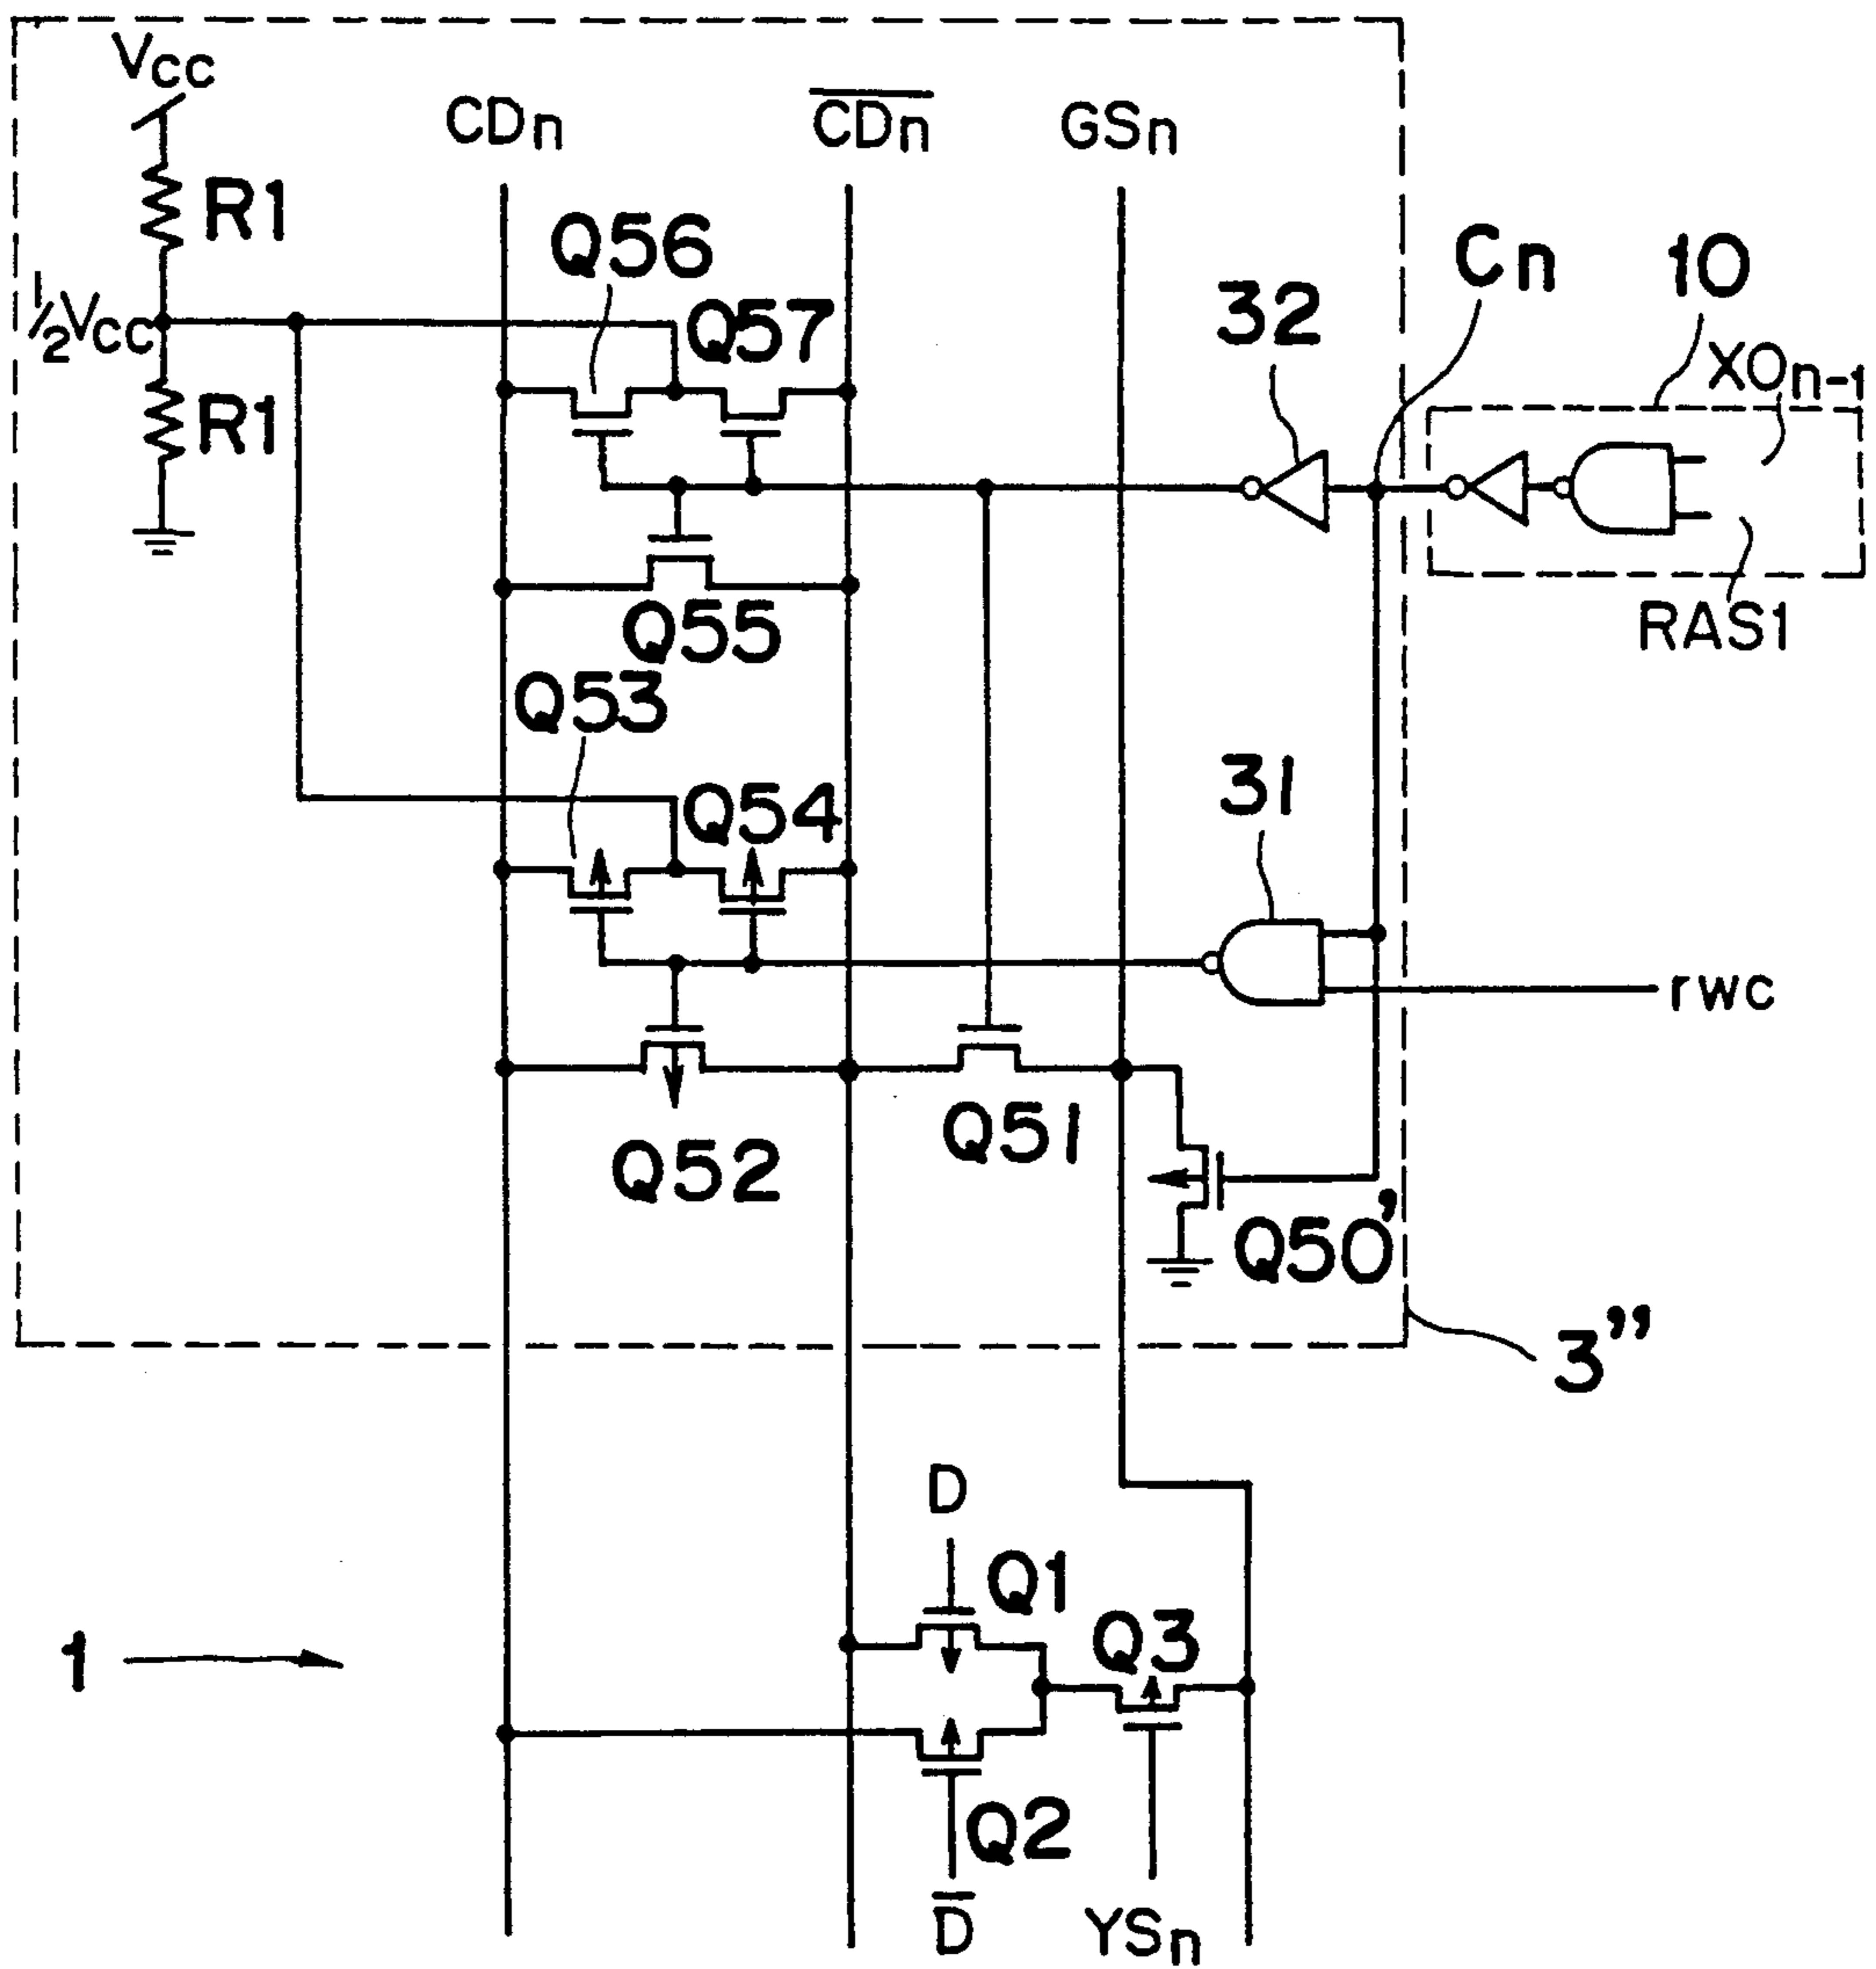 Vcc
CDn
C̅D̅n̅
GSn
R1
Q56
Cn
10
½Vcc
Q57
32
XOn-1
R1
RAS1
Q55
Q53
31
Q54
rwc
Q51
Q52
Q50'
3"
D
Q1
Q3
1
Q2
D̅
YSn